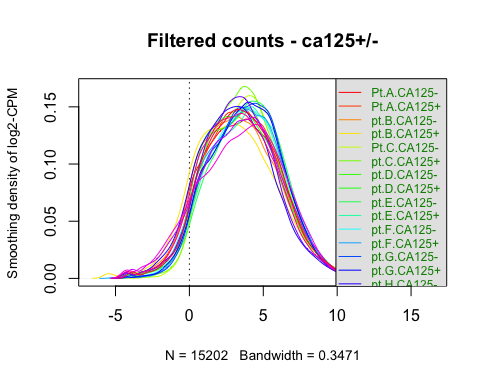 Filtered counts - ca125+/-
Smoothing density of log2-CPM
0.15
0.10
0.05
0.00
-5 0 5 10 15
N = 15202 Bandwidth = 0.3471
Pt.A.CA125-
Pt.A.CA125+
pt.B.CA125-
pt.B.CA125+
Pt.C.CA125-
pt.C.CA125+
pt.D.CA125-
pt.D.CA125+
pt.E.CA125-
pt.E.CA125+
pt.F.CA125-
pt.F.CA125+
pt.G.CA125-
pt.G.CA125+
pt.H.CA125-